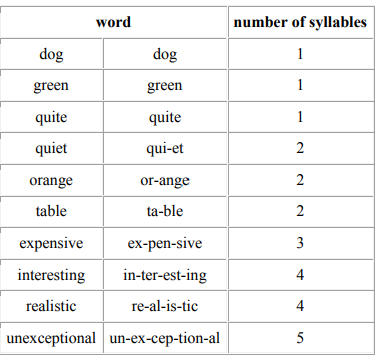 word number of syllables
dog dog 1
green green 1
quite quite 1
quiet qui-et 2
orange or-ange 2
table ta-ble 2
expensive ex-pen-sive 3
interesting in-ter-est-ing 4
realistic re-al-is-tic 4
unexceptional un-ex-cep-tion-al 5